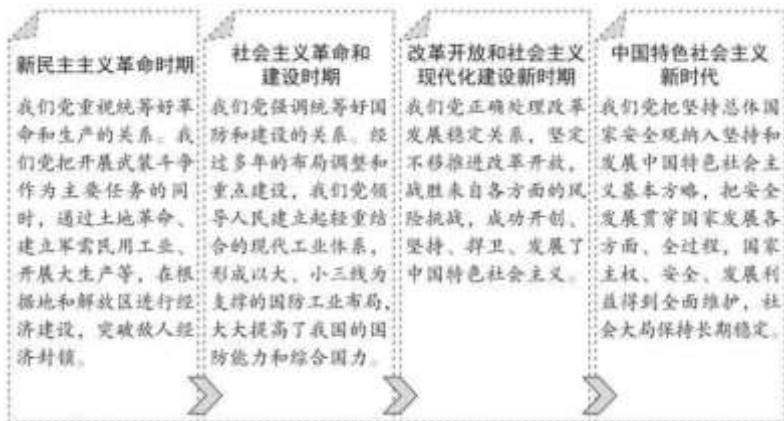 新民主主义革命时期
我们党重视统筹好革
命和生产的关系。我
们党把开展武装斗争
作为主要任务的同
时，通过土地革命、
建立军需民用工业、
开展大生产等，在根
据地和解放区进行经
济建设，突破敌人经
济封锁。
社会主义革命和
建设时期
我们党强调统筹好国
防和建设的关系。经
过多年的布局调整和
重点建设，我们党领
导人民建立起轻重结
合的现代工业体系，
形成以大、小三线为
支撑的国防工业布局，
大大提高了我国的国
防能力和综合国力。
改革开放和社会主义
现代化建设新时期
我们党正确处理改革
发展稳定关系，坚定
不移推进改革开放，
战胜来自各方面的风
险挑战，成功开创、
坚持、捍卫、发展了
中国特色社会主义。
中国特色社会主义
新时代
我们党把坚持总体国
家安全观纳入坚持和
发展中国特色社会主
义基本方略，把安全
发展贯穿国家发展各
方面、全过程，国家
主权、安全、发展利
益得到全面维护，社
会大局保持长期稳定。